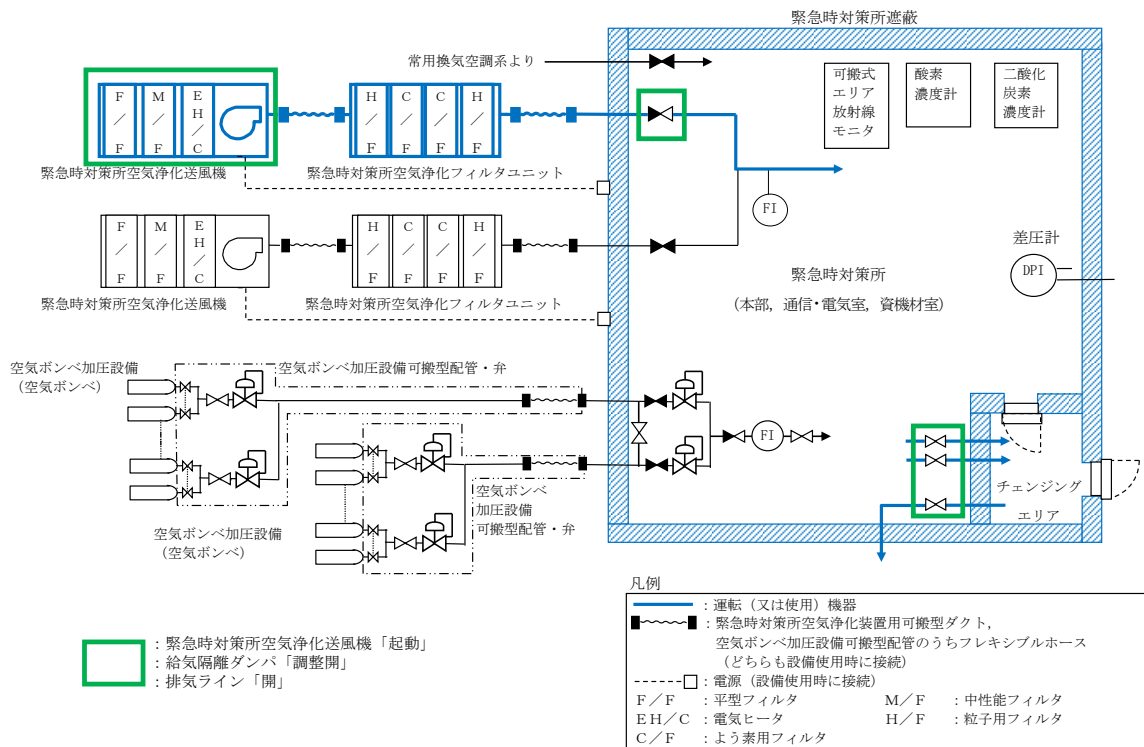 緊急時対策所遮蔽
常用換気空調系より
可搬式
エリア
放射線
モニタ
酸素
濃度計
二酸化
炭素
濃度計
F/F
M/F
EH/C
H/F
C/F
C/F
H/F
緊急時対策所空気浄化送風機
緊急時対策所空気浄化フィルタユニット
FI
F/F
M/F
EH/C
H/F
C/F
C/F
H/F
緊急時対策所空気浄化送風機
緊急時対策所空気浄化フィルタユニット
差圧計
DPI
緊急時対策所
(本部，通信・電気室，資機材室)
空気ボンベ加圧設備
(空気ボンベ)
空気ボンベ加圧設備可搬型配管・弁
FI
空気ボンベ
加圧設備
可搬型配管・弁
空気ボンベ加圧設備
(空気ボンベ)
チェンジング
エリア
凡例
：運転（又は使用）機器
：緊急時対策所空気浄化装置用可搬型ダクト，
空気ボンベ加圧設備可搬型配管のうちフレキシブルホース
（どちらも設備使用時に接続）
：電源（設備使用時に接続）
F／F ：平型フィルタ M／F ：中性能フィルタ
EH／C ：電気ヒータ H／F ：粒子用フィルタ
C／F ：よう素用フィルタ
：緊急時対策所空気浄化送風機「起動」
：給気隔離ダンパ「調整開」
：排気ライン「開」